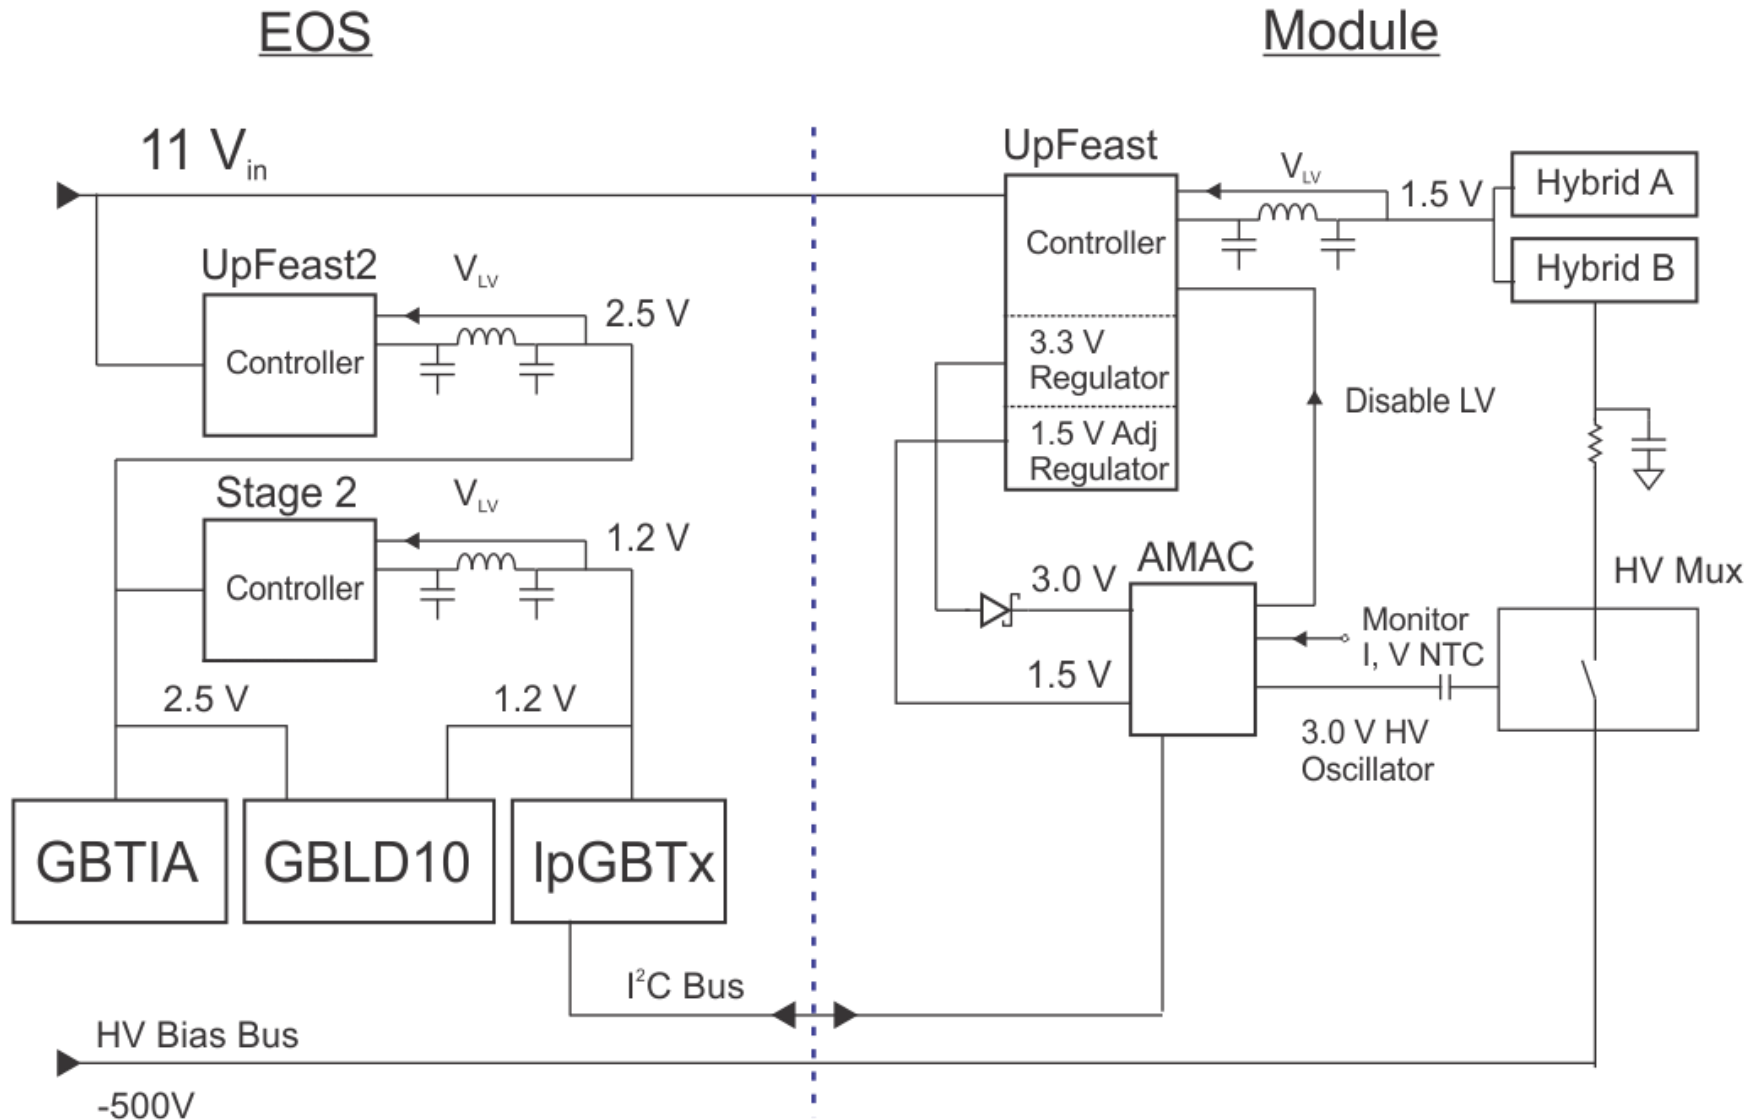 EOS
Module
11 Vin
UpFeast
VLV
1.5 V
Hybrid A
Hybrid B
Controller
3.3 V
Regulator
1.5 V Adj
Regulator
UpFeast2
VLV
2.5 V
Controller
Disable LV
Stage 2
VLV
1.2 V
Controller
AMAC
3.0 V
1.5 V
HV Mux
Monitor
I, V NTC
3.0 V HV
Oscillator
2.5 V
1.2 V
GBTIA
GBLD10
lpGBTx
I²C Bus
HV Bias Bus
-500V